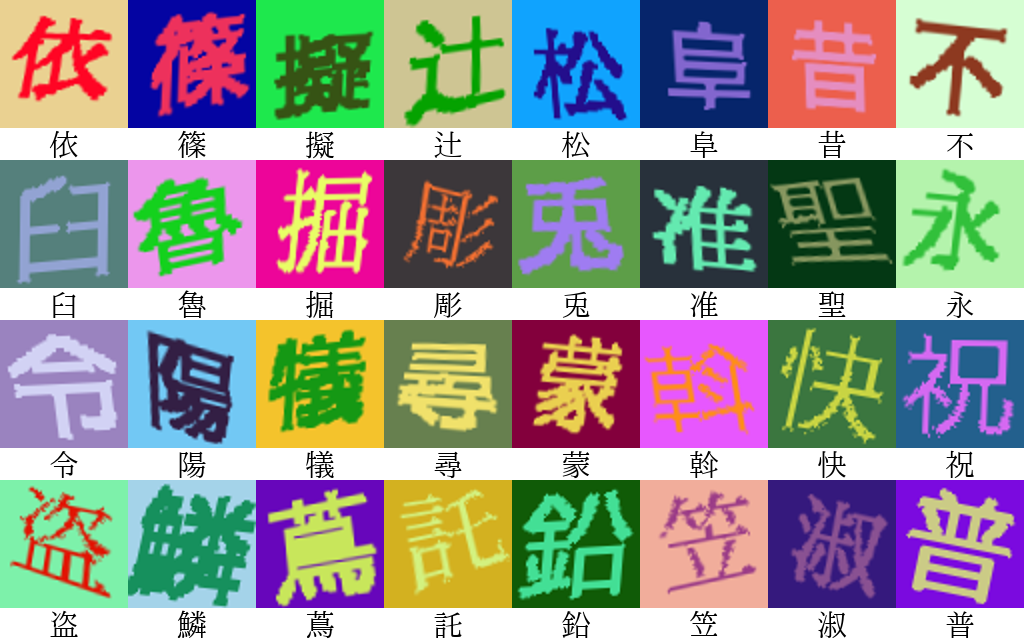 依 篠 擬 辻 松 阜 昔 不
依 篠 擬 辻 松 阜 昔 不
臼 魯 掘 彫 兎 准 聖 永
臼 魯 掘 彫 兎 准 聖 永
令 陽 犠 尋 蒙 斡 快 祝
令 陽 犠 尋 蒙 斡 快 祝
盗 鱗 蔦 託 鉛 笠 淑 普
盗 鱗 蔦 託 鉛 笠 淑 普